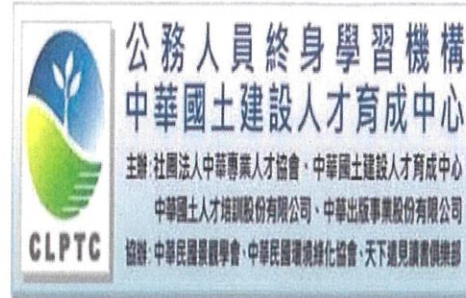 公務人員終身學習機構
中華國土建設人才育成中心
主辦:社團法人中華專業人才協會、中華國土建設人才育成中心
中華國土人才培訓股份有限公司、中華出版事業股份有限公司
協辦:中華民國景觀學會、中華民國環境綠化協會、天下遠見讀書俱樂部
CLPTC